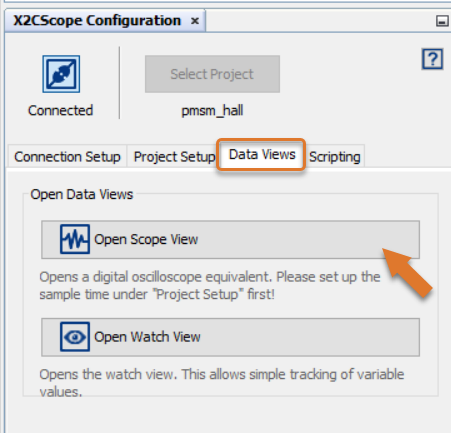 X2CScope Configuration ×
?
Select Project
Connected
pmsm_hall
Connection Setup Project Setup Data Views Scripting
Open Data Views
Open Scope View
Opens a digital oscilloscope equivalent. Please set up the
sample time under "Project Setup" first!
Open Watch View
Opens the watch view. This allows simple tracking of variable
values.